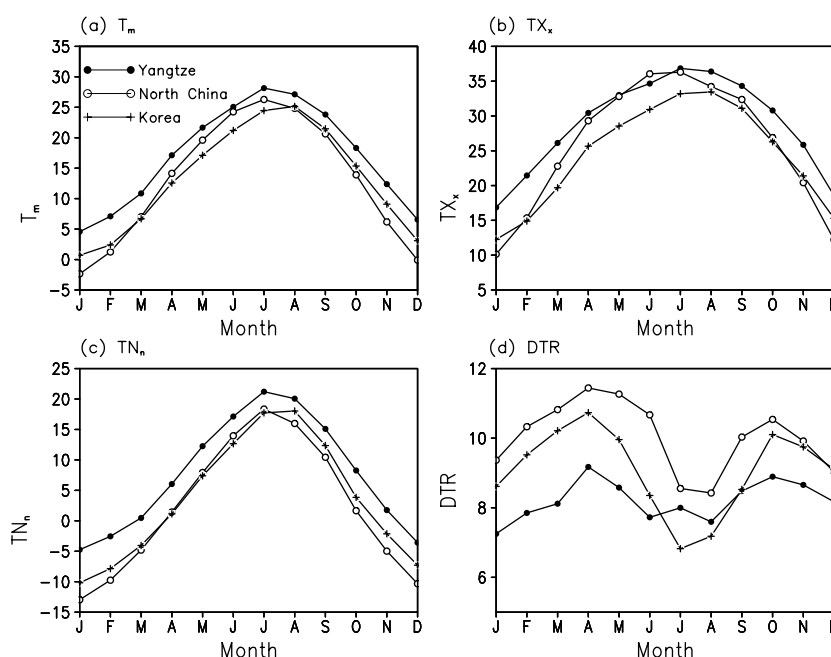 (a) Tₘ
35
30
25
20
15
10
5
0
−5
Tₘ
Yangtze
North China
Korea
J F M A M J J A S O N D
Month
(b) TXₓ
40
35
30
25
20
15
10
5
TXₓ
J F M A M J J A S O N D
Month
(c) TNₙ
25
20
15
10
5
0
−5
−10
−15
TNₙ
J F M A M J J A S O N D
Month
(d) DTR
12
10
8
6
DTR
J F M A M J J A S O N
Month